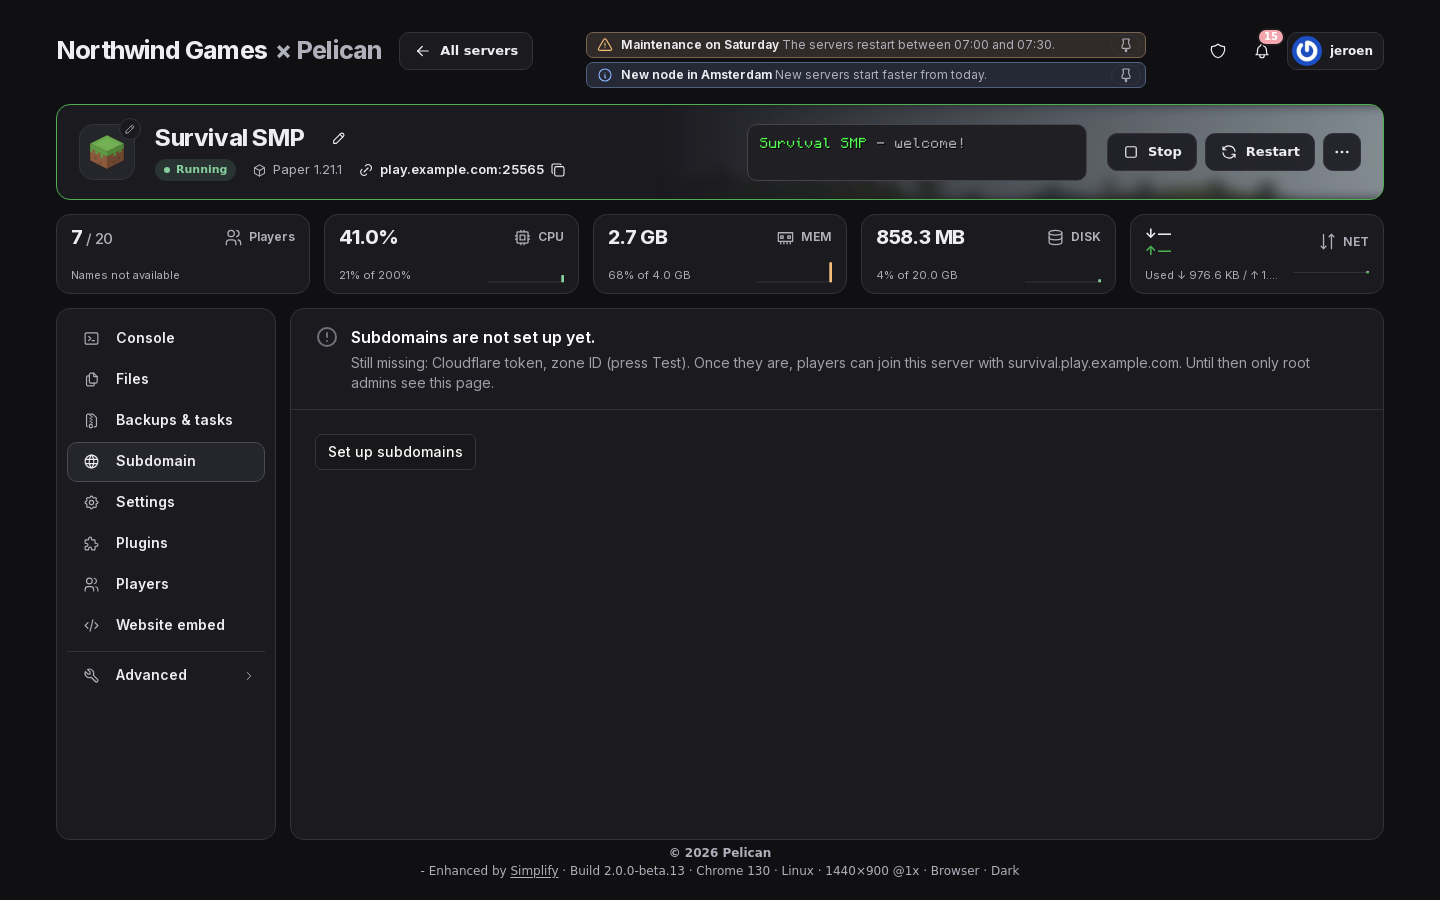 Northwind Games × Pelican
All servers
Maintenance on Saturday The servers restart between 07:00 and 07:30.
New node in Amsterdam New servers start faster from today.
15
jeroen
Survival SMP
Running
Paper 1.21.1
play.example.com:25565
Survival SMP - welcome!
Stop
Restart
7 / 20
Players
Names not available
41.0%
CPU
21% of 200%
2.7 GB
MEM
68% of 4.0 GB
858.3 MB
DISK
4% of 20.0 GB
↓—
↑—
NET
Used ↓ 976.6 KB / ↑ 1....
Console
Files
Backups & tasks
Subdomain
Settings
Plugins
Players
Website embed
Advanced
Subdomains are not set up yet.
Still missing: Cloudflare token, zone ID (press Test). Once they are, players can join this server with survival.play.example.com. Until then only root
admins see this page.
Set up subdomains
© 2026 Pelican
- Enhanced by Simplify · Build 2.0.0-beta.13 · Chrome 130 · Linux · 1440×900 @1x · Browser · Dark